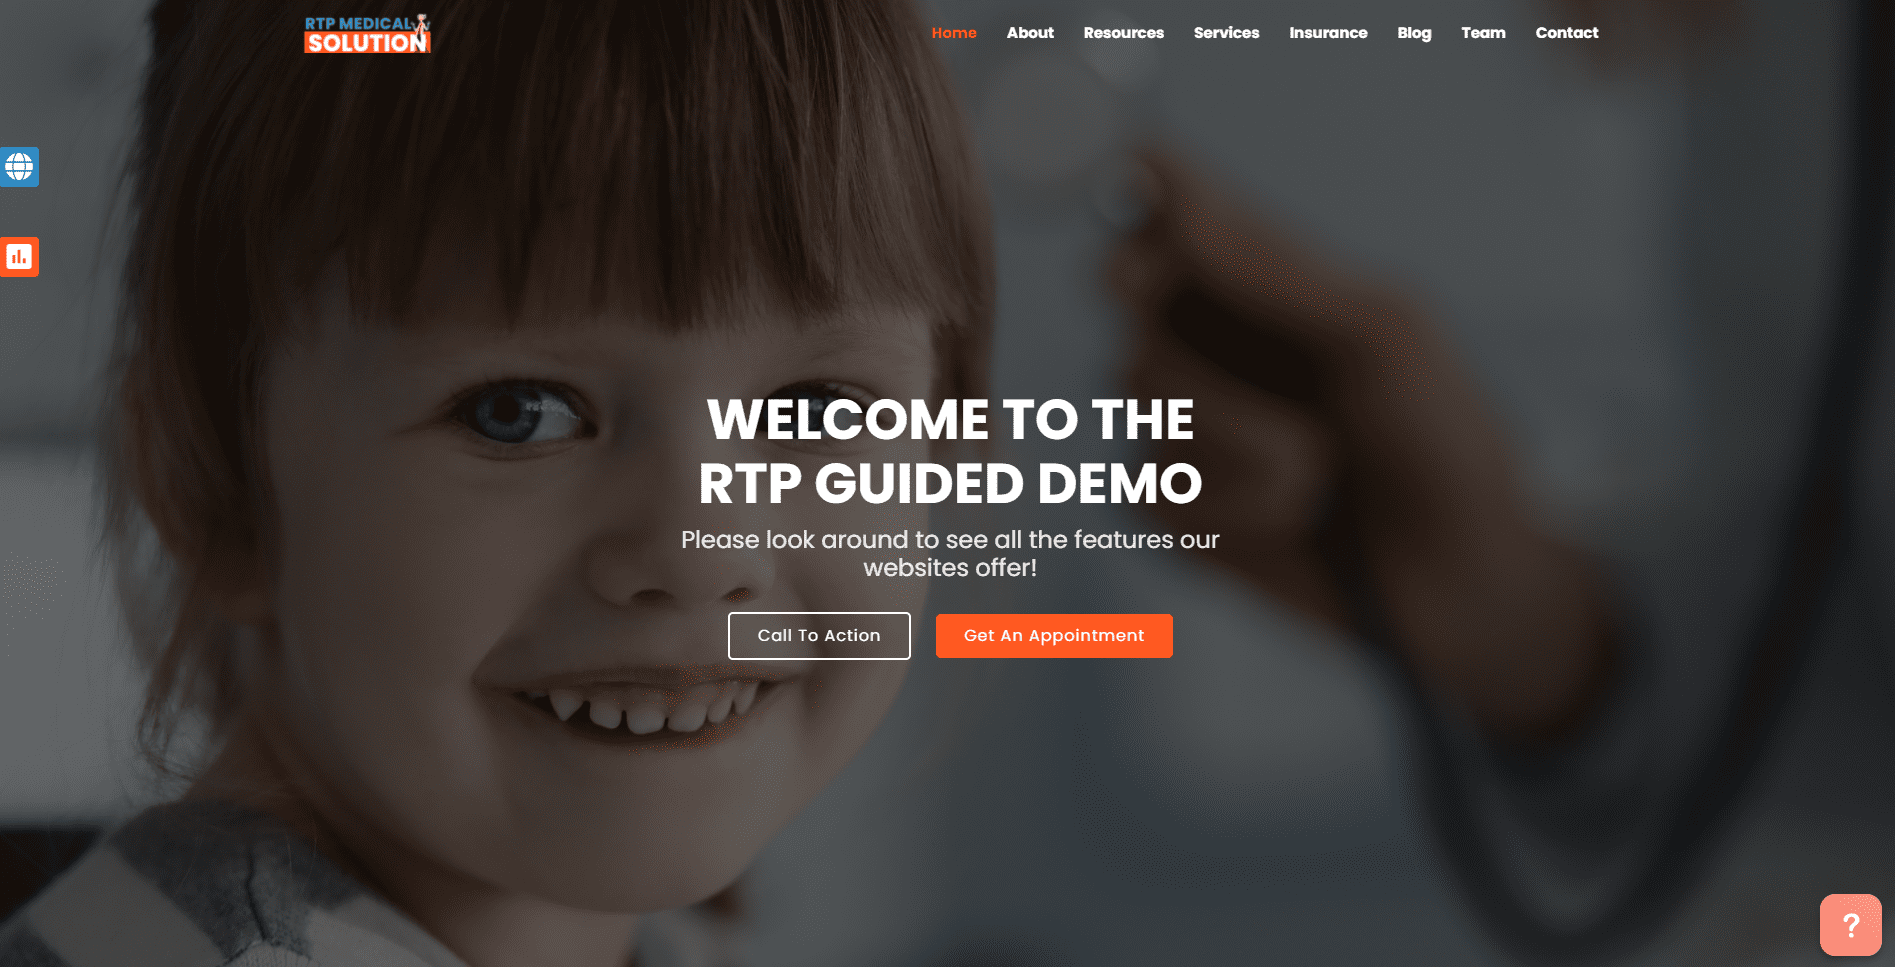 RTP MEDICAL
SOLUTION
Home About Resources Services Insurance Blog Team Contact
WELCOME TO THE
RTP GUIDED DEMO
Please look around to see all the features our
websites offer!
Call To Action Get An Appointment
?